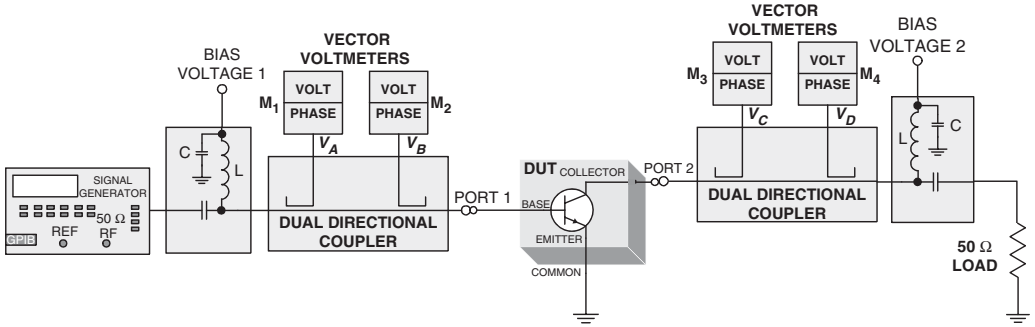 BIAS
VOLTAGE 1
VECTOR
VOLTMETERS
M1
VOLT
PHASE
VOLT
PHASE
M2
VA
VB
C
L
SIGNAL
GENERATOR
50 Ω
REF
RF
GPIB
DUAL DIRECTIONAL
COUPLER
PORT 1
DUT
COLLECTOR
BASE
EMITTER
COMMON
PORT 2
VECTOR
VOLTMETERS
M3
VOLT
PHASE
VOLT
PHASE
M4
VC
VD
DUAL DIRECTIONAL
COUPLER
BIAS
VOLTAGE 2
L
C
50 Ω
LOAD